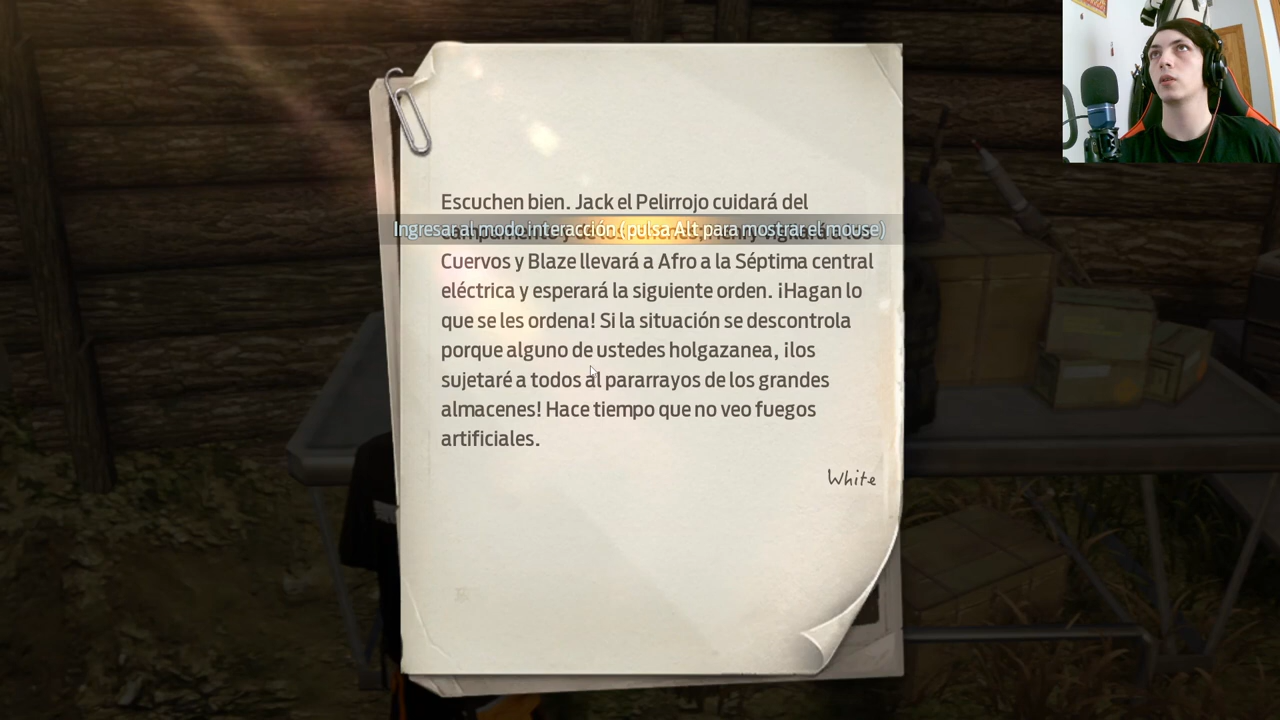 Escuchen bien. Jack el Pelirrojo cuidará del
Ingresar al modo interacción (pulsa Alt para mostrar el mouse)
Cuervos y Blaze llevará a Afro a la Séptima central
eléctrica y esperará la siguiente orden. ¡Hagan lo
que se les ordena! Si la situación se descontrola
porque alguno de ustedes holgazanea, ¡los
sujetaré a todos al pararrayos de los grandes
almacenes! Hace tiempo que no veo fuegos
artificiales.
White